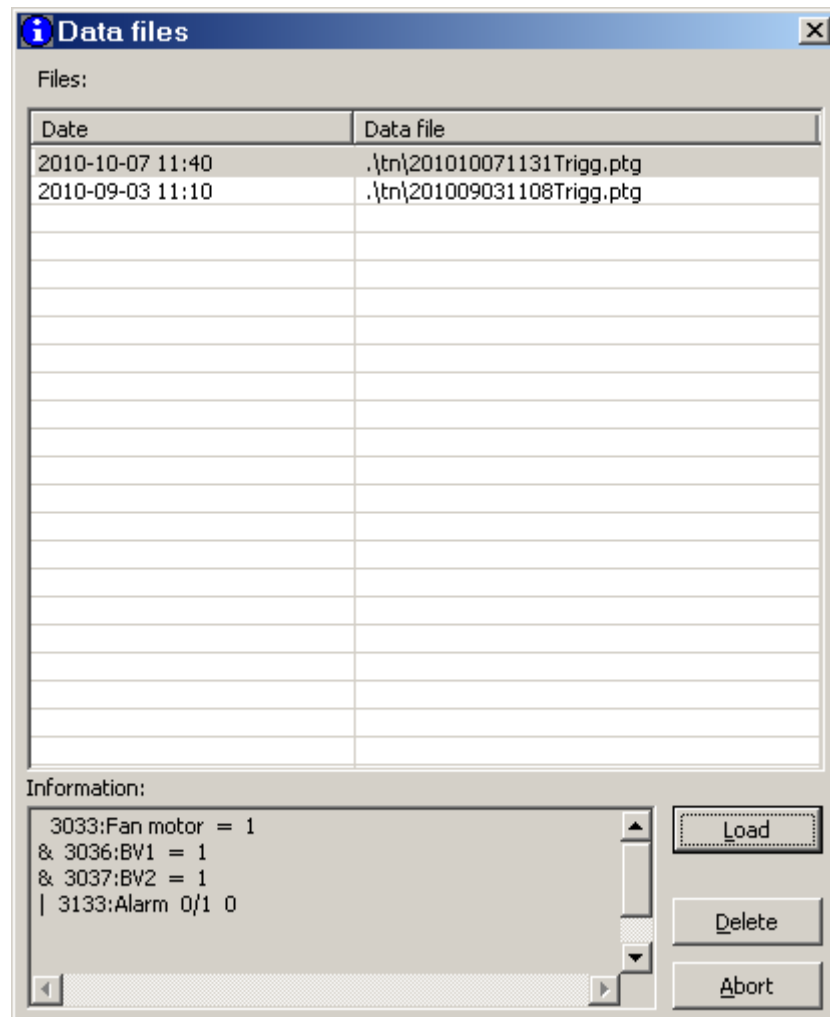 Data files
Files:
Date Data file
2010-10-07 11:40 .\tn\201010071131Trigg.ptg
2010-09-03 11:10 .\tn\201009031108Trigg.ptg
Information:
3033:Fan motor = 1
& 3036:BV1 = 1
& 3037:BV2 = 1
| 3133:Alarm 0/1 0
Load
Delete
Abort